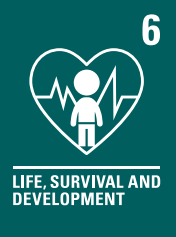 6
LIFE, SURVIVAL AND
DEVELOPMENT